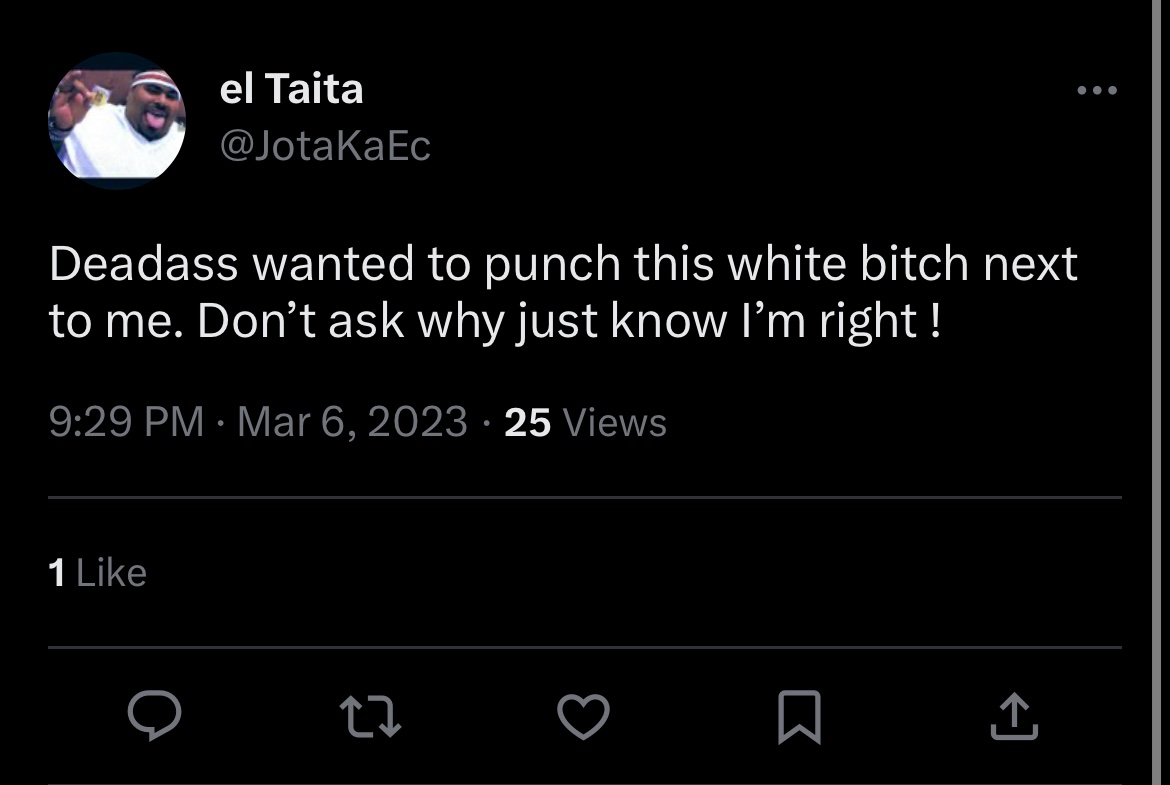 el Taita
@JotaKaEc
Deadass wanted to punch this white bitch next
to me. Don’t ask why just know I’m right !
9:29 PM · Mar 6, 2023 · 25 Views
1 Like